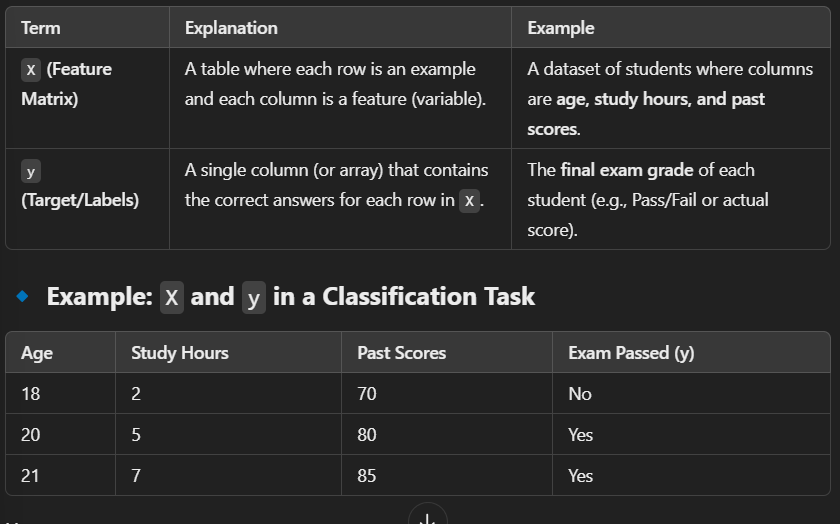 Term Explanation Example
X (Feature Matrix) A table where each row is an example and each column is a feature (variable). A dataset of students where columns are age, study hours, and past scores.
y (Target/Labels) A single column (or array) that contains the correct answers for each row in X. The final exam grade of each student (e.g., Pass/Fail or actual score).
Example: X and y in a Classification Task
Age Study Hours Past Scores Exam Passed (y)
18 2 70 No
20 5 80 Yes
21 7 85 Yes